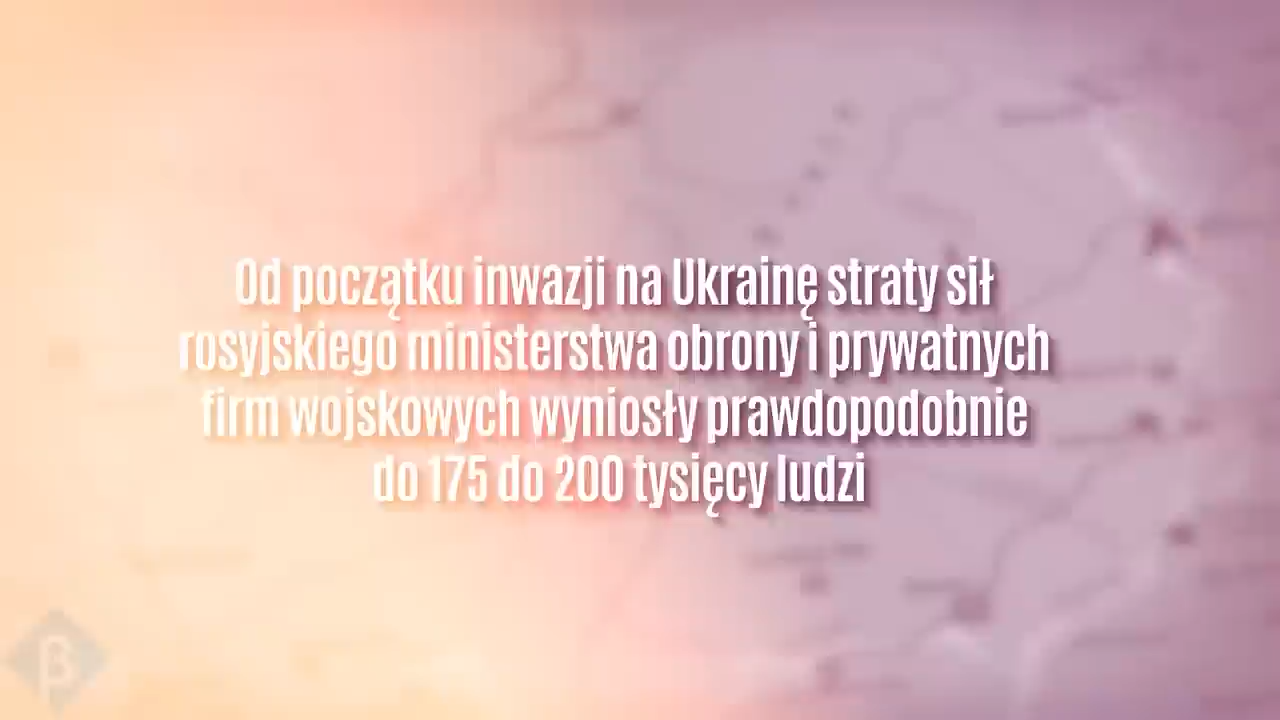 Od początku inwazji na Ukrainę straty sił
rosyjskiego ministerstwa obrony i prywatnych
firm wojskowych wyniosły prawdopodobnie
do 175 do 200 tysięcy ludzi
β